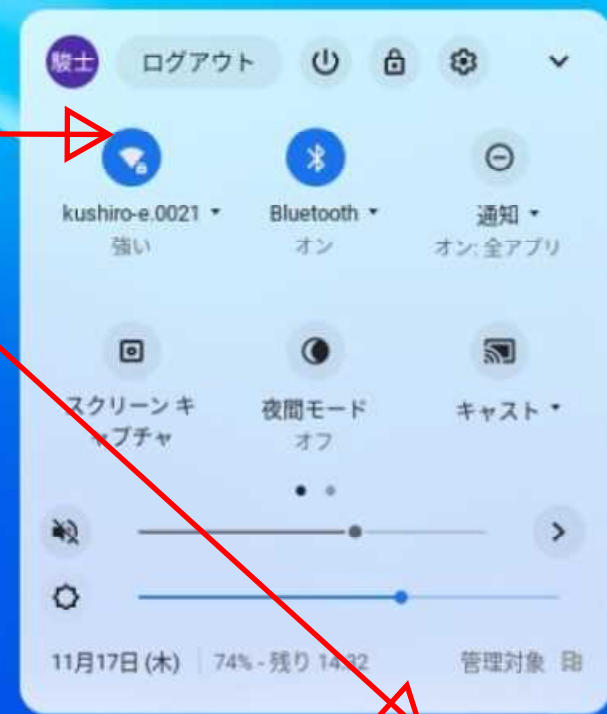 駿士 ログアウト
kushiro-e.0021 Bluetooth 通知
強い オン オン: 全アプリ
スクリーン キ 夜間モード キャスト
ャプチャ オフ
11月17日 (木) 74% - 残り 14:32 管理対象